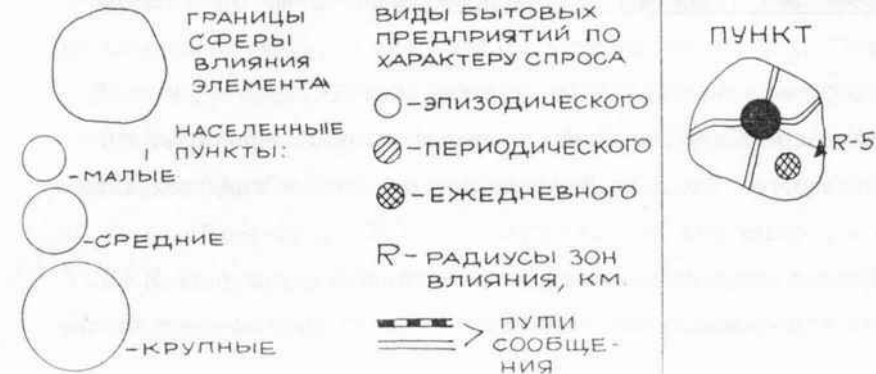 ГРАНИЦЫ
СФЕРЫ
ВЛИЯНИЯ
ЭЛЕМЕНТА
НАСЕЛЕННЫЕ
ПУНКТЫ:
-МАЛЫЕ
-СРЕДНИЕ
-КРУПНЫЕ
ВИДЫ БЫТОВЫХ
ПРЕДПРИЯТИЙ ПО
ХАРАКТЕРУ СПРОСА
-ЭПИЗОДИЧЕСКОГО
-ПЕРИОДИЧЕСКОГО
-ЕЖЕДНЕВНОГО
R- РАДИУСЫ ЗОН
ВЛИЯНИЯ, КМ
ПУТИ
СООБЩЕ-
НИЯ
ПУНКТ
R-5